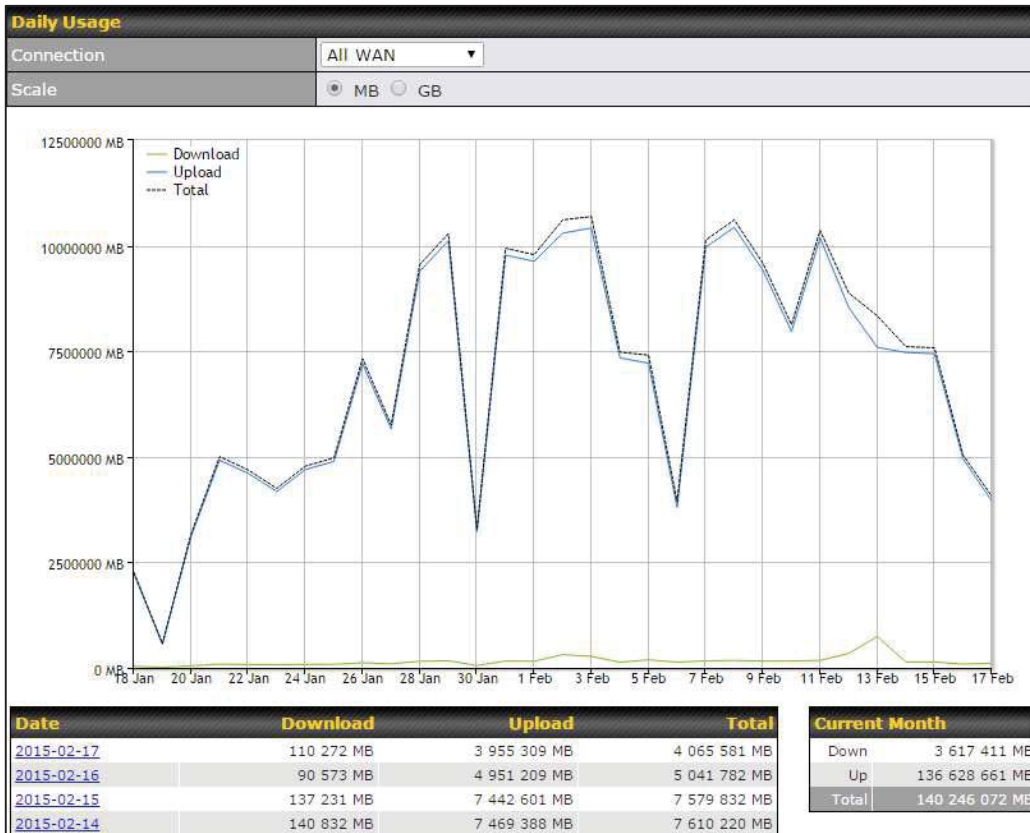 Daily Usage
Connection All WAN
Scale MB GB
12500000 MB
Download
Upload
Total
10000000 MB
7500000 MB
5000000 MB
2500000 MB
0 MB
18 Jan 20 Jan 22 Jan 24 Jan 26 Jan 28 Jan 30 Jan 1 Feb 3 Feb 5 Feb 7 Feb 9 Feb 11 Feb 13 Feb 15 Feb 17 Feb
Date Download Upload Total
2015-02-17 110 272 MB 3 955 309 MB 4 065 581 MB
2015-02-16 90 573 MB 4 951 209 MB 5 041 782 MB
2015-02-15 137 231 MB 7 442 601 MB 7 579 832 MB
2015-02-14 140 832 MB 7 469 388 MB 7 610 220 MB
Current Month
Down 3 617 411 MB
Up 136 628 661 MB
Total 140 246 072 MB